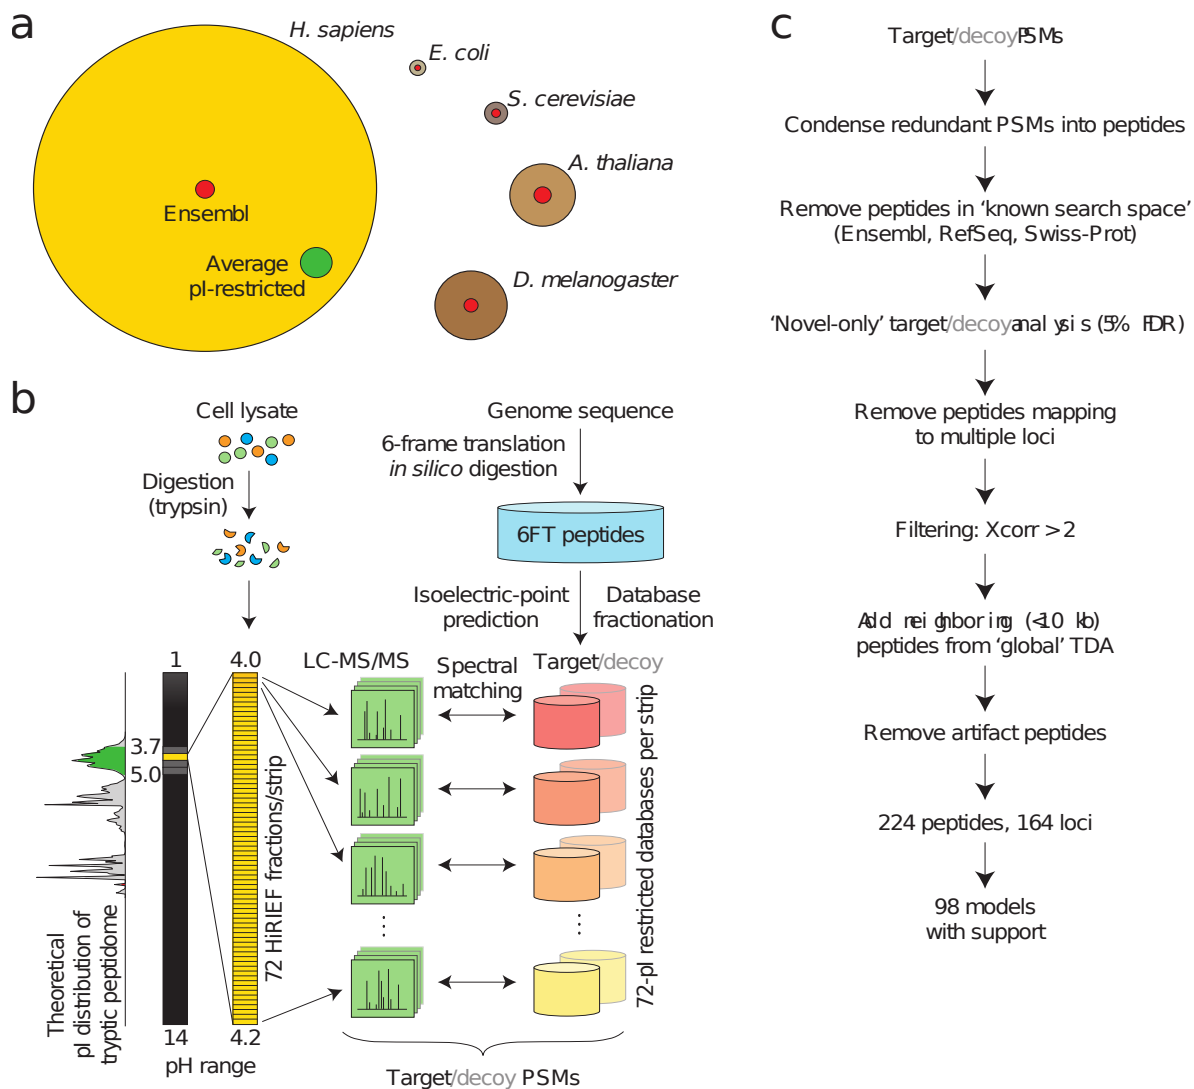 a
H. sapiens
E. coli
S. cerevisiae
A. thaliana
D. melanogaster
Ensembl
Average
pI-restricted
b
Cell lysate
Digestion
(trypsin)
Genome sequence
6-frame translation
in silico digestion
6FT peptides
Isoelectric-point
prediction
Database
fractionation
1
4.0
LC-MS/MS
Spectral
matching
Target/decoy
3.7
5.0
14
4.2
pH range
Theoretical
pI distribution of
tryptic peptidome
72 HiRIEF fractions/strip
72-pI restricted databases per strip
Target/decoy PSMs
c
Target/decoy PSMs
Condense redundant PSMs into peptides
Remove peptides in ‘known search space’
(Ensembl, RefSeq, Swiss-Prot)
‘Novel-only’ target/decoy analysis (5% FDR)
Remove peptides mapping
to multiple loci
Filtering: Xcorr > 2
Add neighboring (<10 kb)
peptides from ‘global’ TDA
Remove artifact peptides
224 peptides, 164 loci
98 models
with support